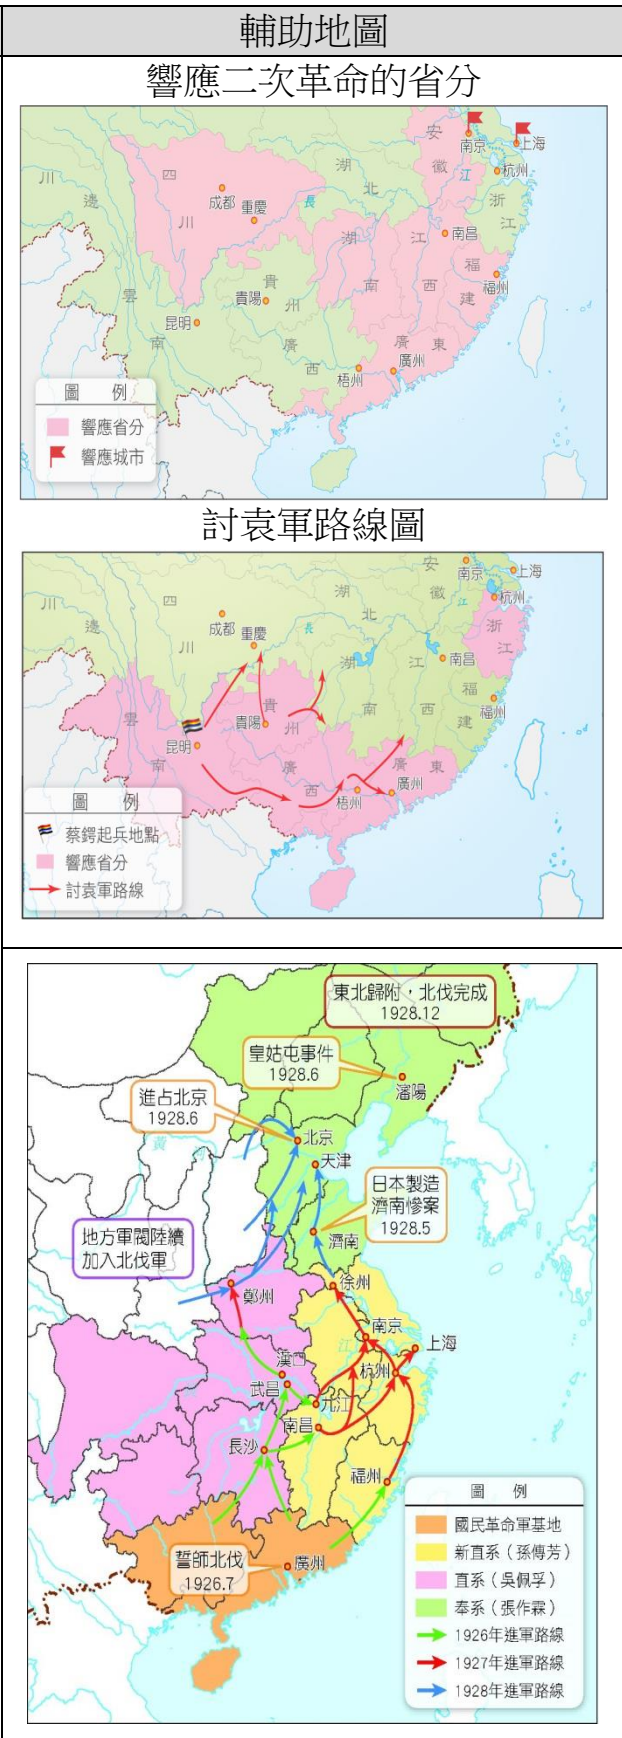 輔助地圖
響應二次革命的省分
川
邊
四
川
成都
重慶
長
湖
北
安
徽
江
南京
上海
杭州
浙
江
南昌
湖
南
江
西
福
建
福州
貴
州
貴陽
雲
南
昆明
廣
西
梧州
廣
東
廣州
圖 例
響應省分
響應城市
討袁軍路線圖
川
邊
四
川
成都
重慶
長
湖
北
安
徽
江
南京
上海
杭州
浙
江
南昌
湖
南
江
西
福
建
福州
貴
州
貴陽
雲
南
昆明
廣
西
梧州
廣
東
廣州
圖 例
蔡鍔起兵地點
響應省分
討袁軍路線
東北歸附,北伐完成
1928.12
皇姑屯事件
1928.6
瀋陽
進占北京
1928.6
北京
黃
河
天津
日本製造
濟南慘案
1928.5
地方軍閥陸續
加入北伐軍
濟南
鄭州
徐州
南京
上海
江
漢口
武昌
杭州
九江
南昌
長沙
福州
誓師北伐
1926.7
廣州
圖 例
國民革命軍基地
新直系(孫傳芳)
直系(吳佩孚)
奉系(張作霖)
1926年進軍路線
1927年進軍路線
1928年進軍路線